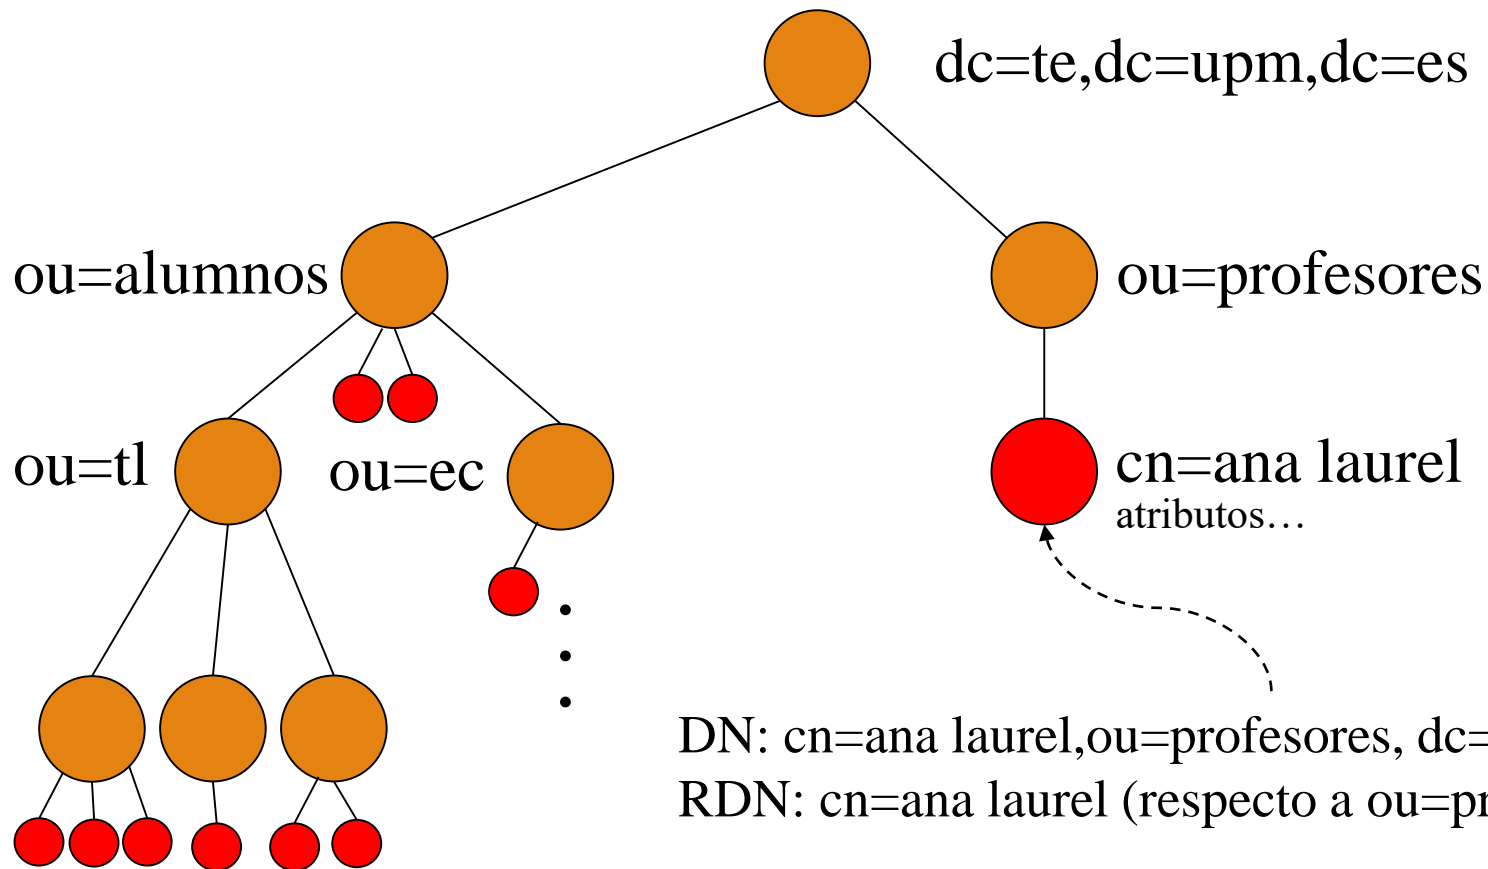 dc=te,dc=upm,dc=es
ou=alumnos
ou=profesores
ou=tl
ou=ec
cn=ana laurel
atributos…
DN: cn=ana laurel,ou=profesores, dc=
RDN: cn=ana laurel (respecto a ou=pr